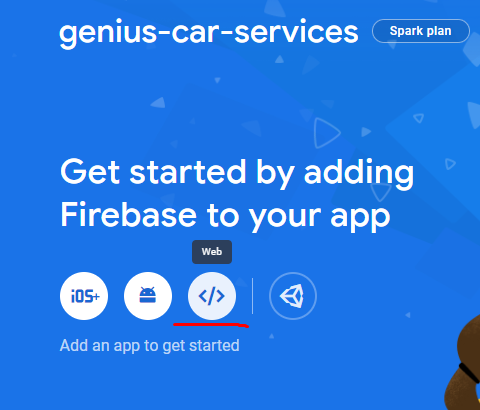 genius-car-services
Spark plan
Get started by adding
Firebase to your app
Web
iOS+
</>
Add an app to get started